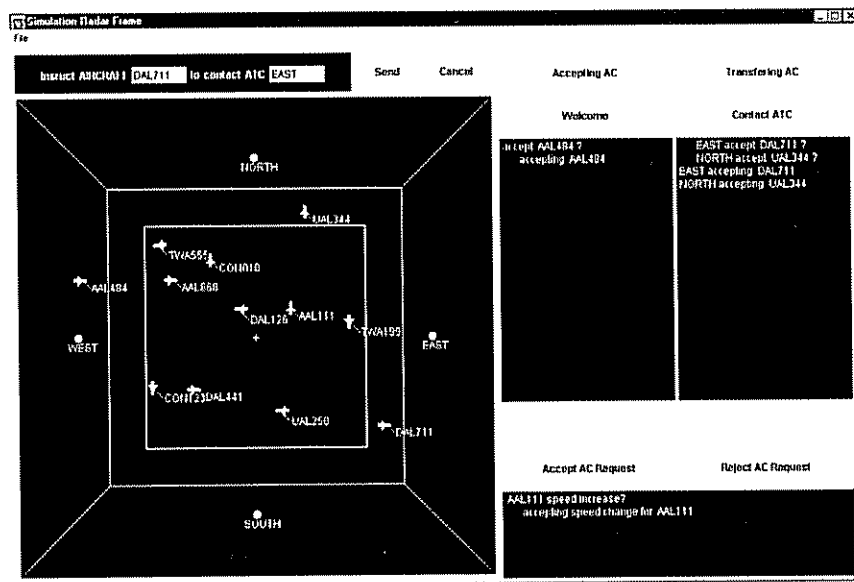 Simulation Radar Frame
File
Instruct AIRCRAFT DAL711 to contact ATC EAST Send Cancel Accepting AC Transfering AC
Welcome Contact ATC
accept AAL484 ?
accepting AAL484
EAST accept DAL711 ?
NORTH accept UAL344 ?
EAST accepting DAL711
NORTH accepting UAL344
NORTH
UAL344
TWA555
CON010
AAL484
AAL868
DAL126
AAL111
TWA199
WEST
EAST
CON123
DAL441
UAL250
DAL711
SOUTH
Accept AC Request Reject AC Request
AAL111 speed increase?
accepting speed change for AAL111